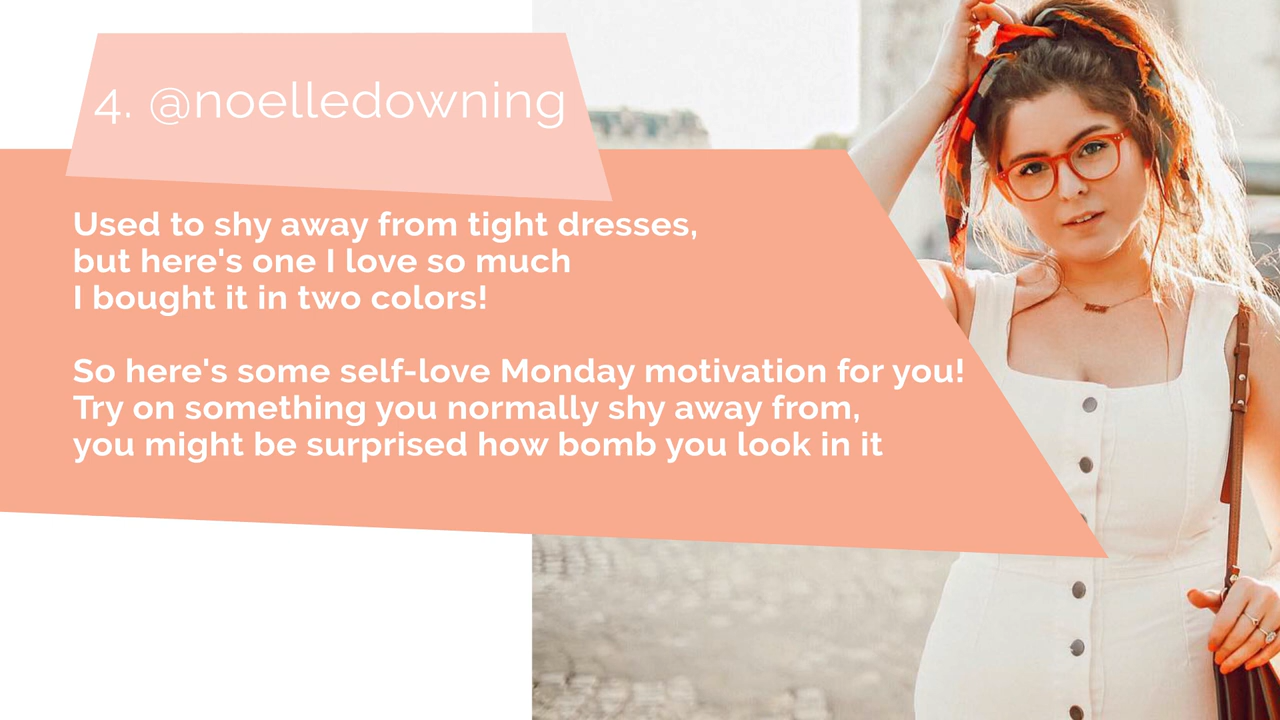 4. @noelledowning
Used to shy away from tight dresses,
but here's one I love so much
I bought it in two colors!
So here's some self-love Monday motivation for you!
Try on something you normally shy away from,
you might be surprised how bomb you look in it